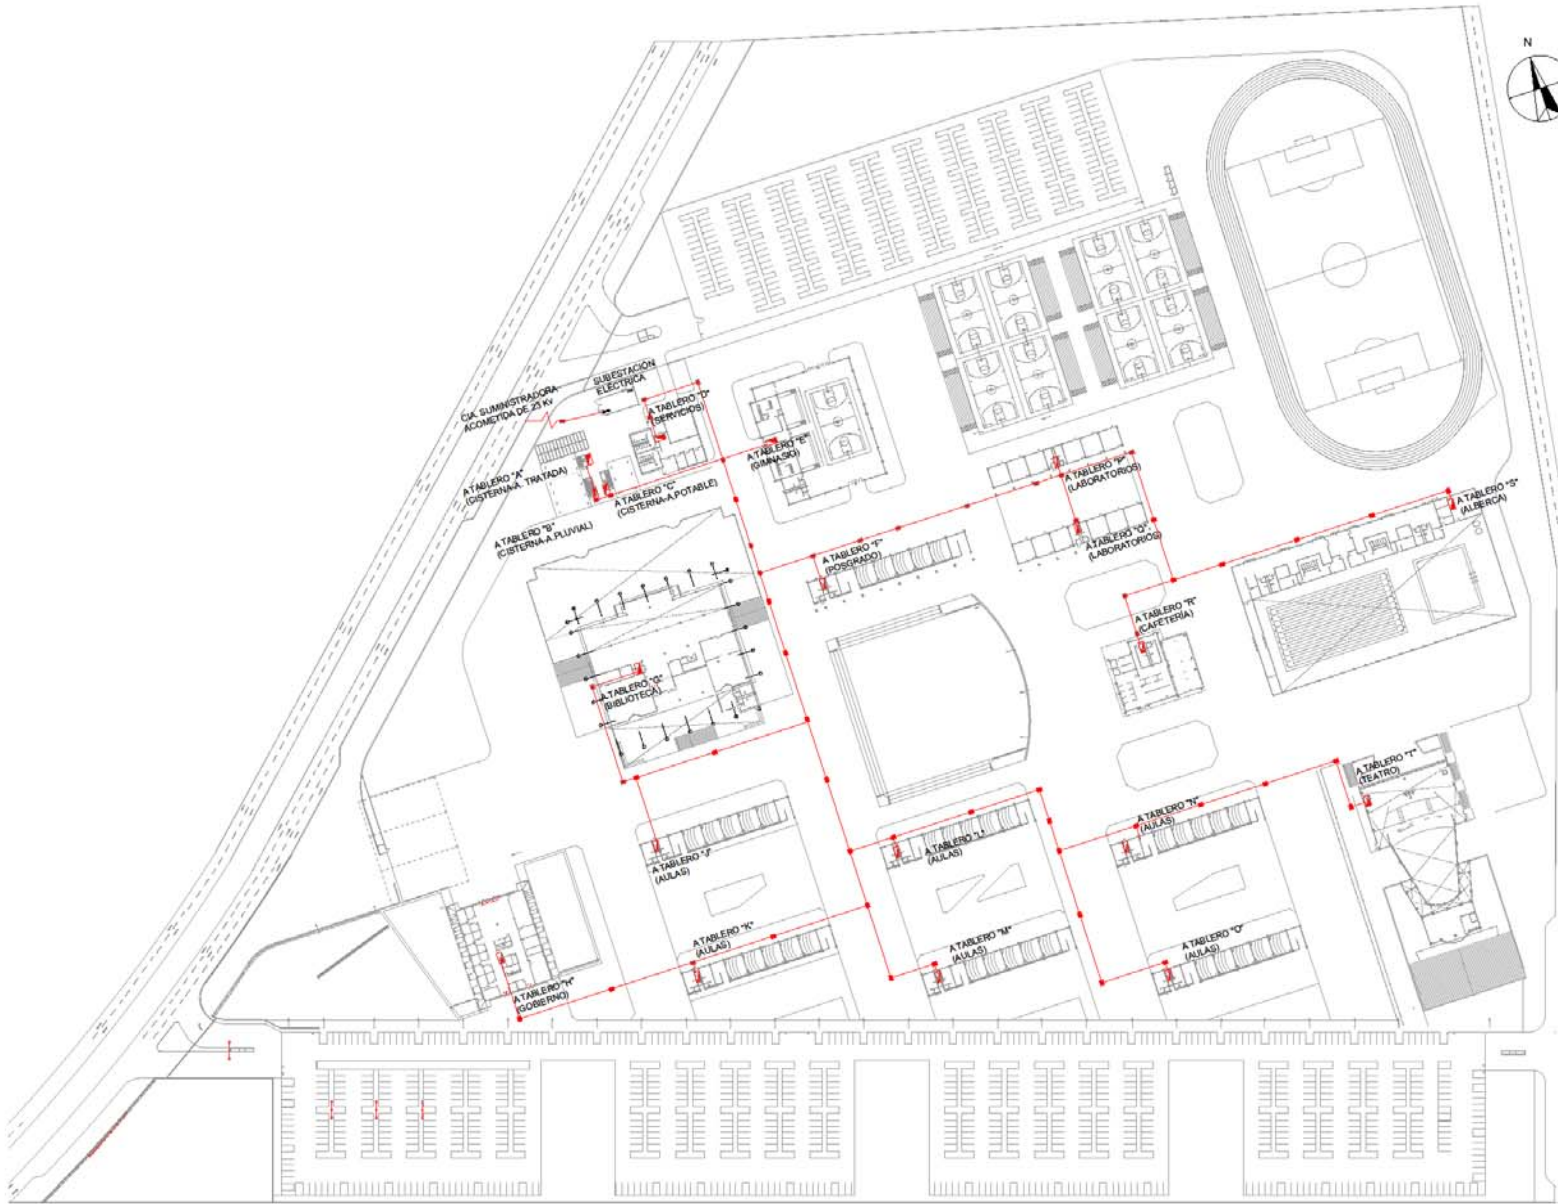 N
CIA. SUMINISTRADORA
ACOMETIDA DE 23 Kv
SUBESTACIÓN
ELÉCTRICA
A TABLERO "D"
(SERVICIOS)
A TABLERO "E"
(GIMNASIO)
A TABLERO "A"
(CISTERNA-A. TRATADA)
A TABLERO "C"
(CISTERNA-A.POTABLE)
A TABLERO "B"
(CISTERNA-A.PLUVIAL)
(LABORATORIOS)
A TABLERO "S"
(ALBERCA)
A TABLERO "Q"
(LABORATORIOS)
A TABLERO "F"
(POSGRADO)
A TABLERO "R"
(CAFETERÍA)
A TABLERO "G"
(BIBLIOTECA)
A TABLERO "T"
(TEATRO)
A TABLERO "J"
(AULAS)
A TABLERO "L"
(AULAS)
A TABLERO "N"
(AULAS)
A TABLERO "K"
(AULAS)
A TABLERO "M"
(AULAS)
A TABLERO "O"
(AULAS)
A TABLERO "H"
(GOBIERNO)